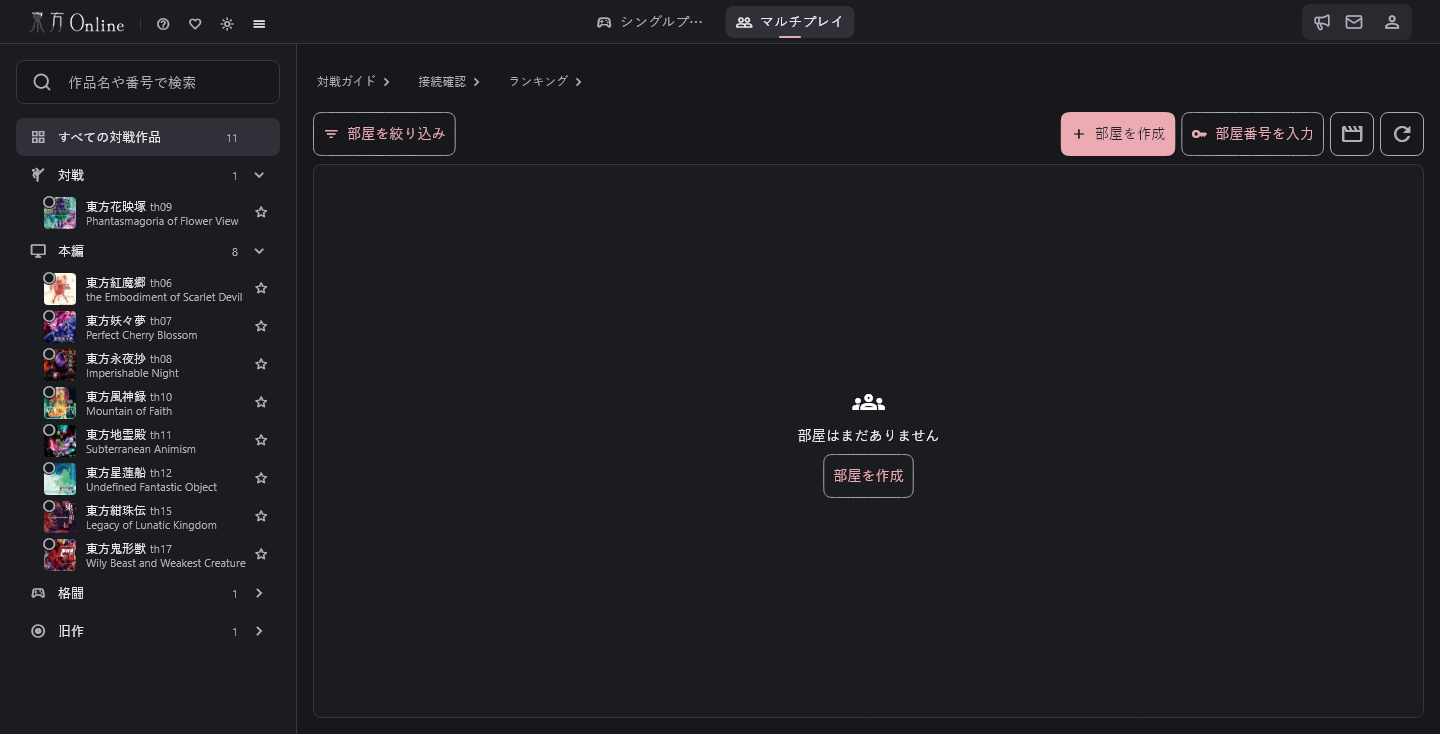 東方Online
シングルプ…
マルチプレイ
作品名や番号で検索
対戦ガイド
接続確認
ランキング
部屋を絞り込み
部屋を作成
部屋番号を入力
すべての対戦作品 11
対戦 1
東方花映塚 th09
Phantasmagoria of Flower View
本編 8
東方紅魔郷 th06
the Embodiment of Scarlet Devil
東方妖々夢 th07
Perfect Cherry Blossom
東方永夜抄 th08
Imperishable Night
東方風神録 th10
Mountain of Faith
東方地霊殿 th11
Subterranean Animism
東方星蓮船 th12
Undefined Fantastic Object
東方紺珠伝 th15
Legacy of Lunatic Kingdom
東方鬼形獣 th17
Wily Beast and Weakest Creature
格闘 1
旧作 1
部屋はまだありません
部屋を作成